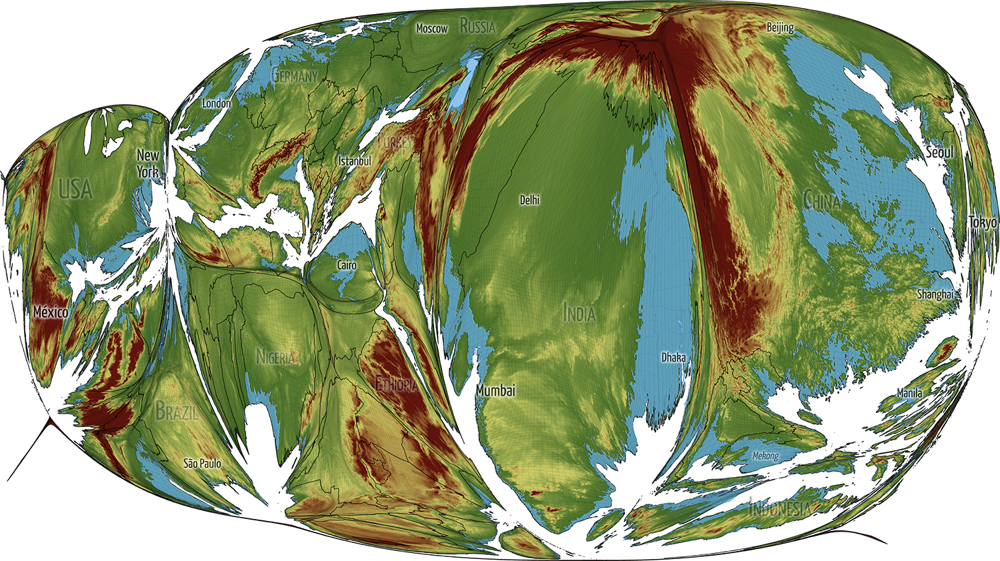 Moscow
RUSSIA
Beijing
GERMANY
London
TURKEY
New
York
Istanbul
Seoul
USA
Delhi
CHINA
Tokyo
Cairo
Shanghai
México
INDIA
NIGERIA
Dhaka
ETHIOPIA
Mumbai
Manila
BRAZIL
São Paulo
Mekong
INDONESIA